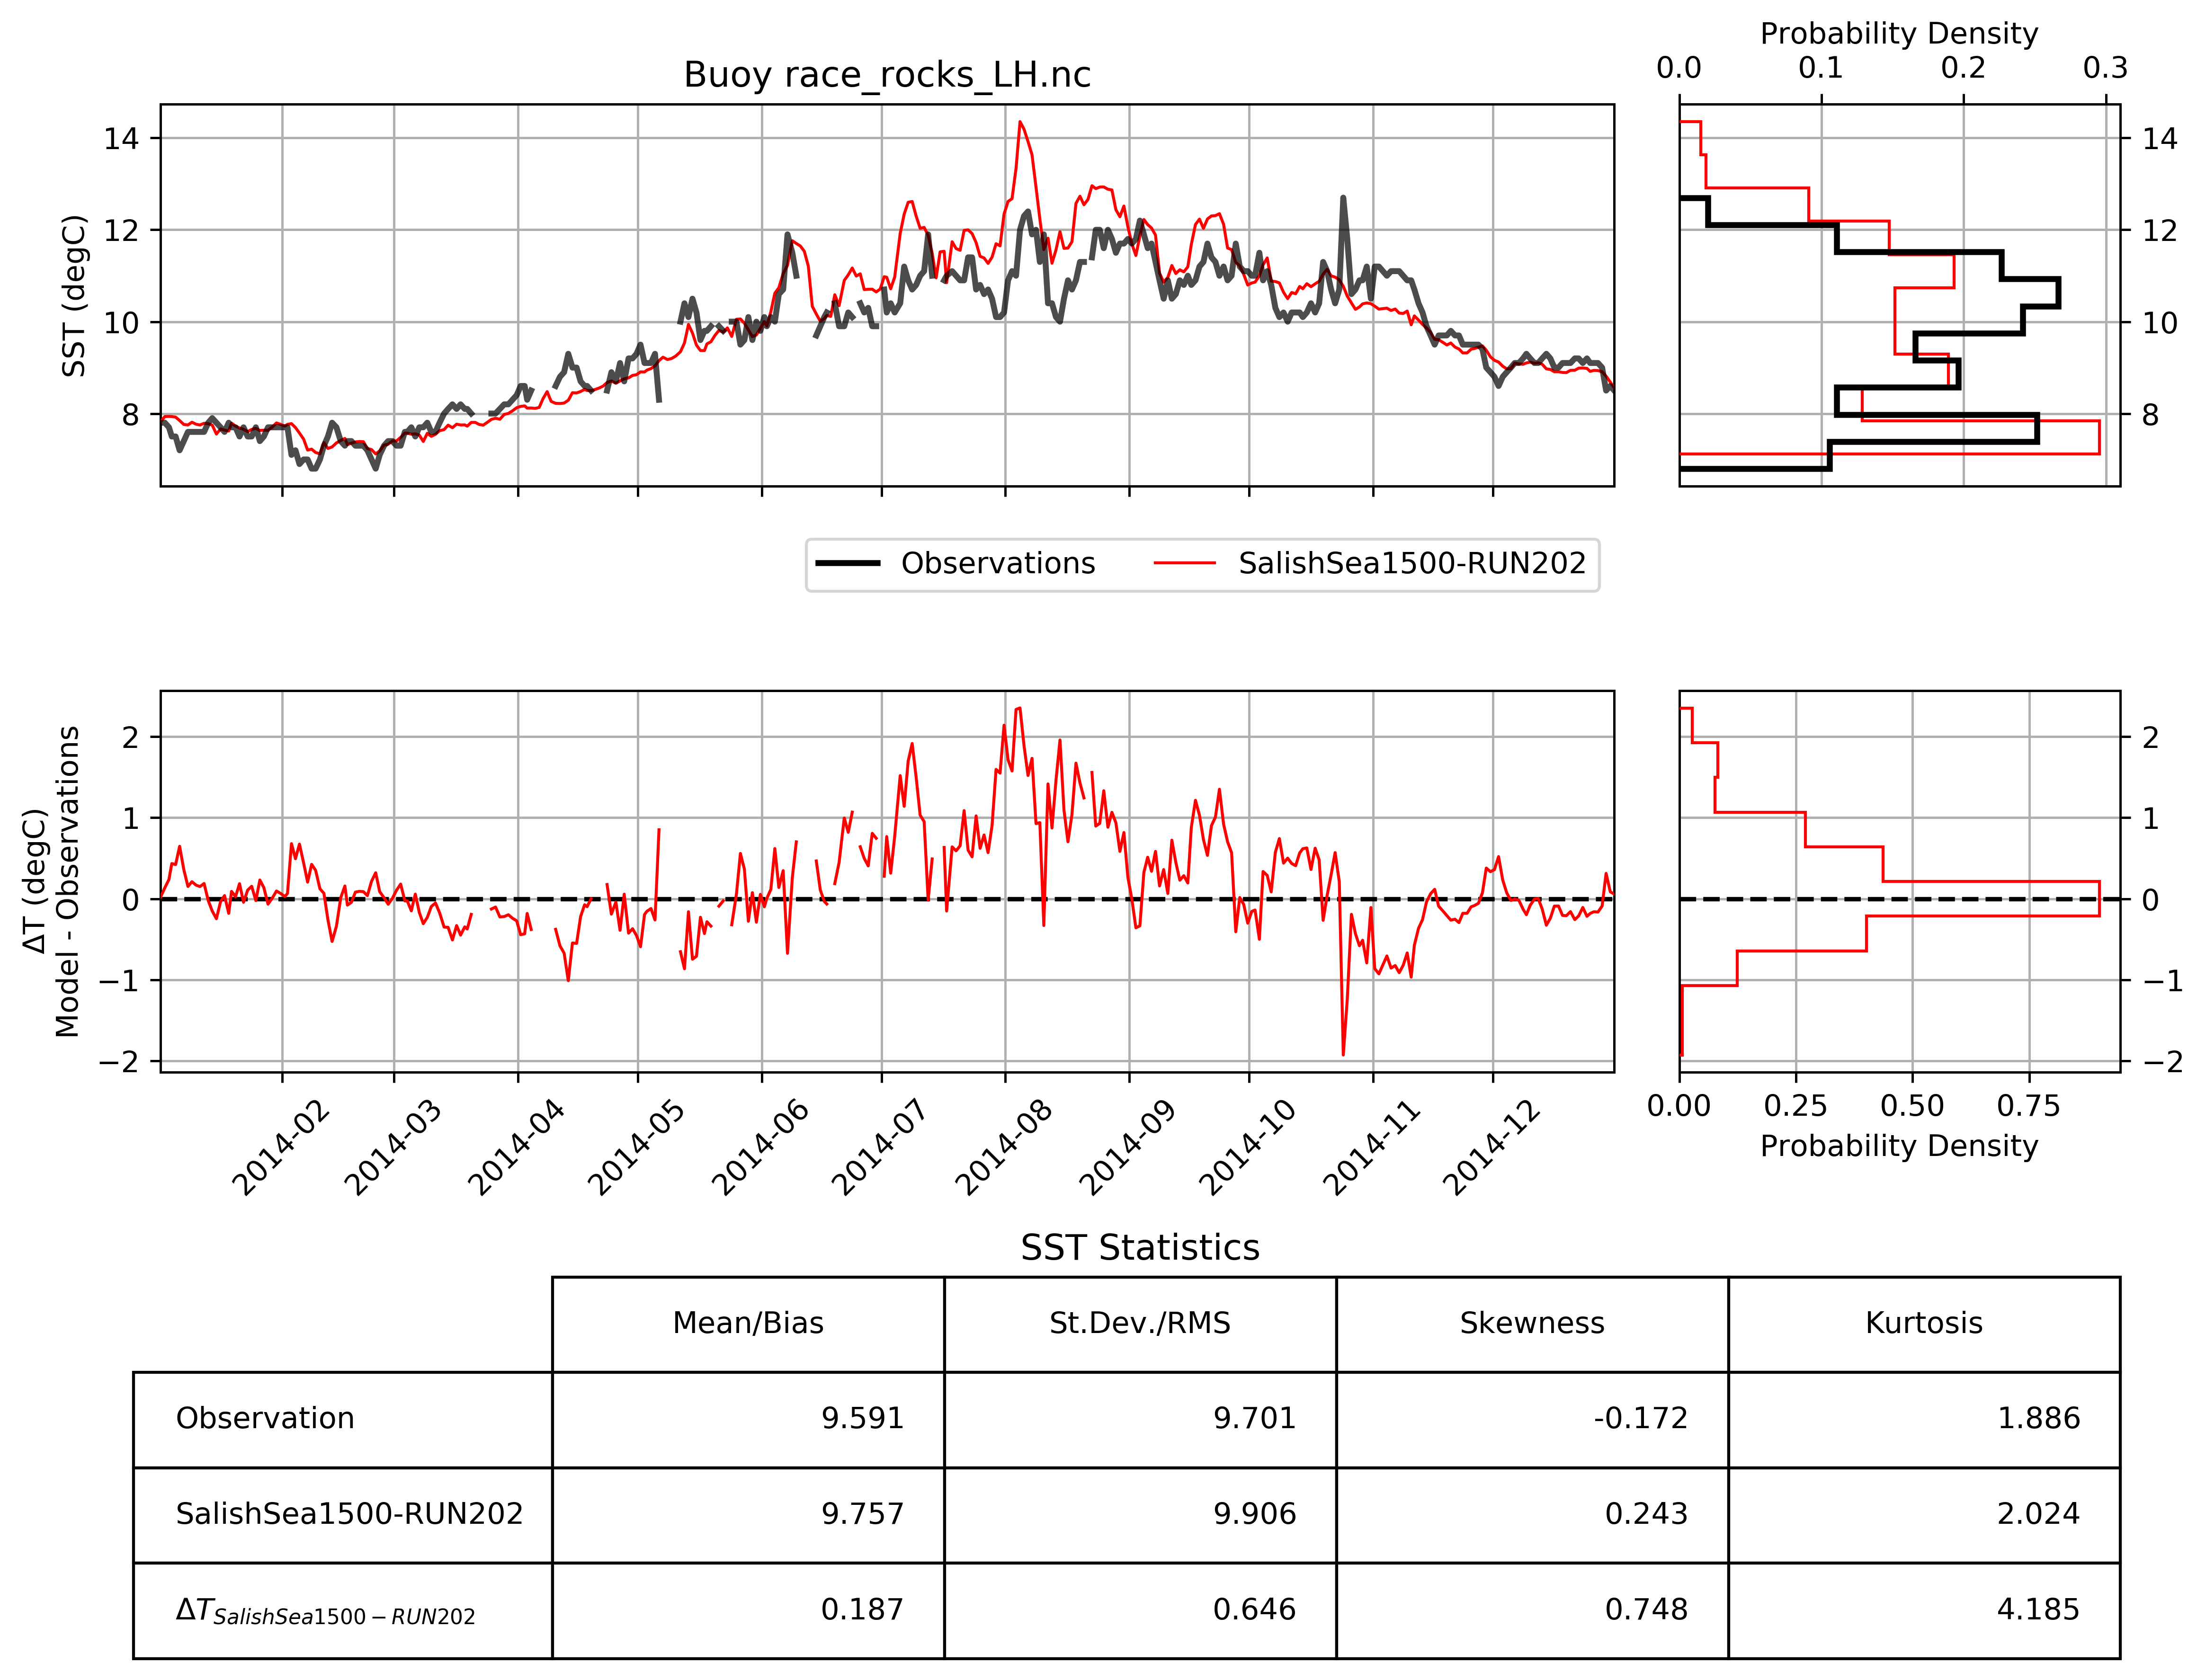 Buoy race_rocks_LH.nc
Probability Density
0.0 0.1 0.2 0.3
SST (degC)
14
12
10
8
14
12
10
8
Observations SalishSea1500-RUN202
ΔT (degC)
Model - Observations
2
1
0
−1
−2
2
1
0
−1
−2
2014-02 2014-03 2014-04 2014-05 2014-06 2014-07 2014-08 2014-09 2014-10 2014-11 2014-12
0.00 0.25 0.50 0.75
Probability Density
SST Statistics
Mean/Bias St.Dev./RMS Skewness Kurtosis
Observation 9.591 9.701 -0.172 1.886
SalishSea1500-RUN202 9.757 9.906 0.243 2.024
ΔT SalishSea1500−RUN202 0.187 0.646 0.748 4.185